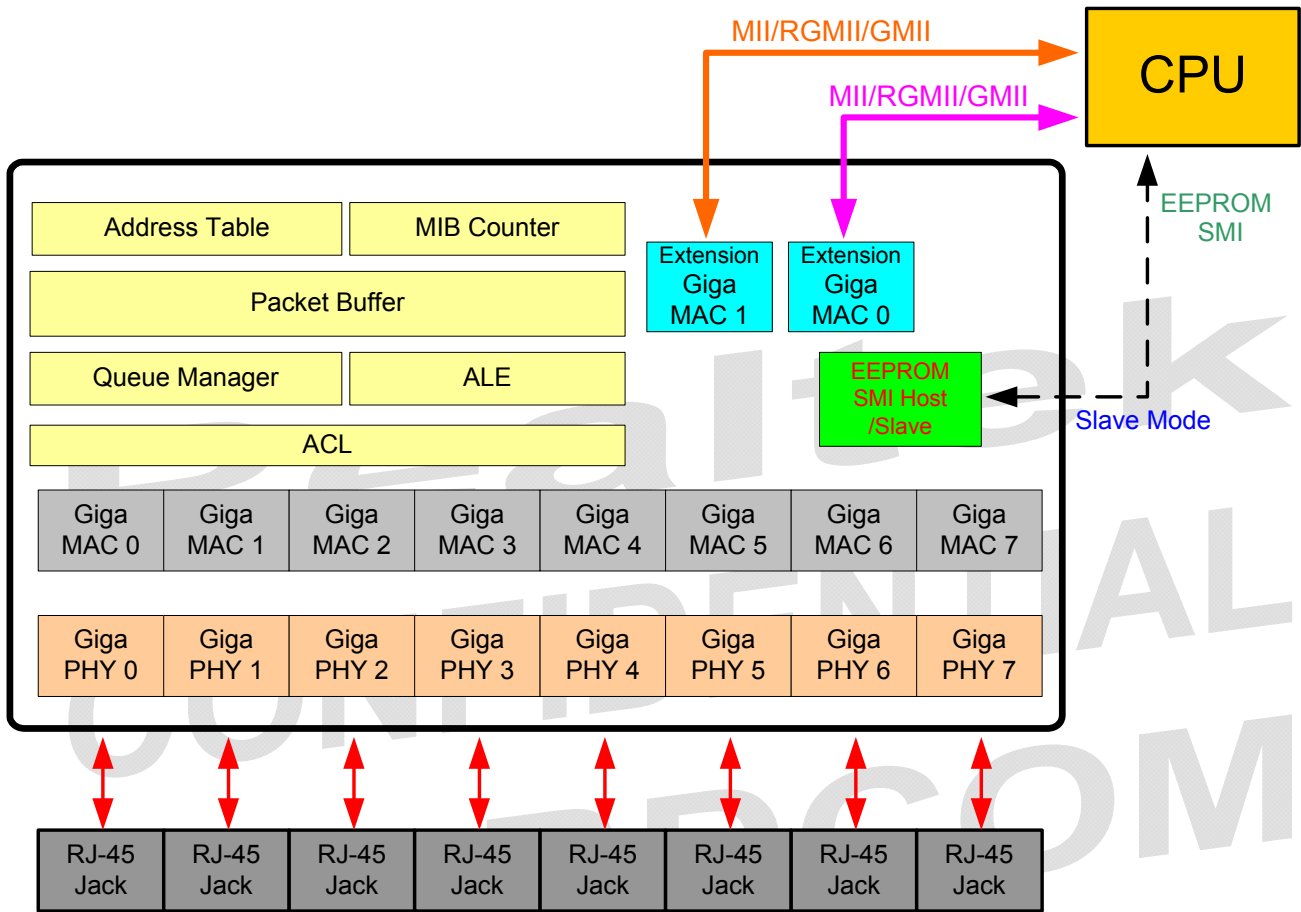 MII/RGMII/GMII
CPU
MII/RGMII/GMII
EEPROM
SMI
Address Table
MIB Counter
Extension
Giga
MAC 1
Extension
Giga
MAC 0
Packet Buffer
Queue Manager
ALE
EEPROM
SMI Host
/Slave
Slave Mode
ACL
Giga
MAC 0
Giga
MAC 1
Giga
MAC 2
Giga
MAC 3
Giga
MAC 4
Giga
MAC 5
Giga
MAC 6
Giga
MAC 7
Giga
PHY 0
Giga
PHY 1
Giga
PHY 2
Giga
PHY 3
Giga
PHY 4
Giga
PHY 5
Giga
PHY 6
Giga
PHY 7
RJ-45
Jack
RJ-45
Jack
RJ-45
Jack
RJ-45
Jack
RJ-45
Jack
RJ-45
Jack
RJ-45
Jack
RJ-45
Jack
Realtek
CONFIDENTIAL